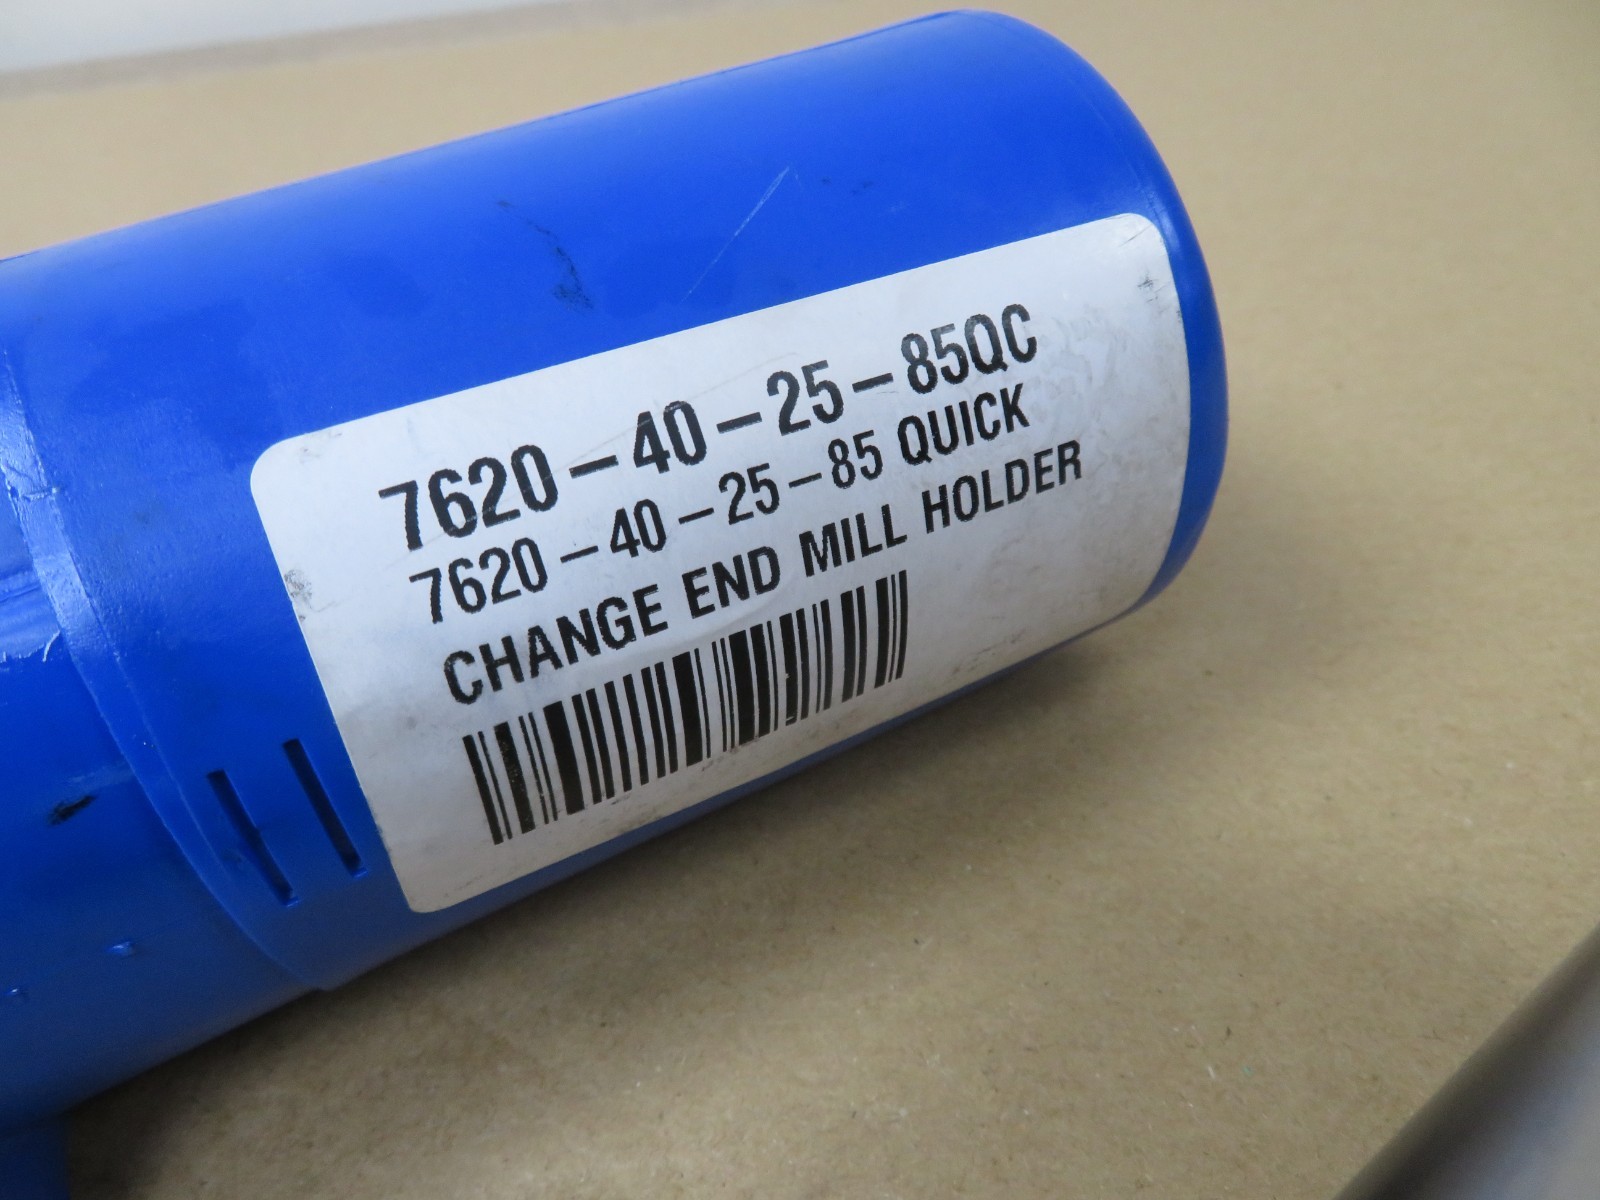 7620-40-25-85QC
7620-40-25-85 QUICK
CHANGE END MILL HOLDER